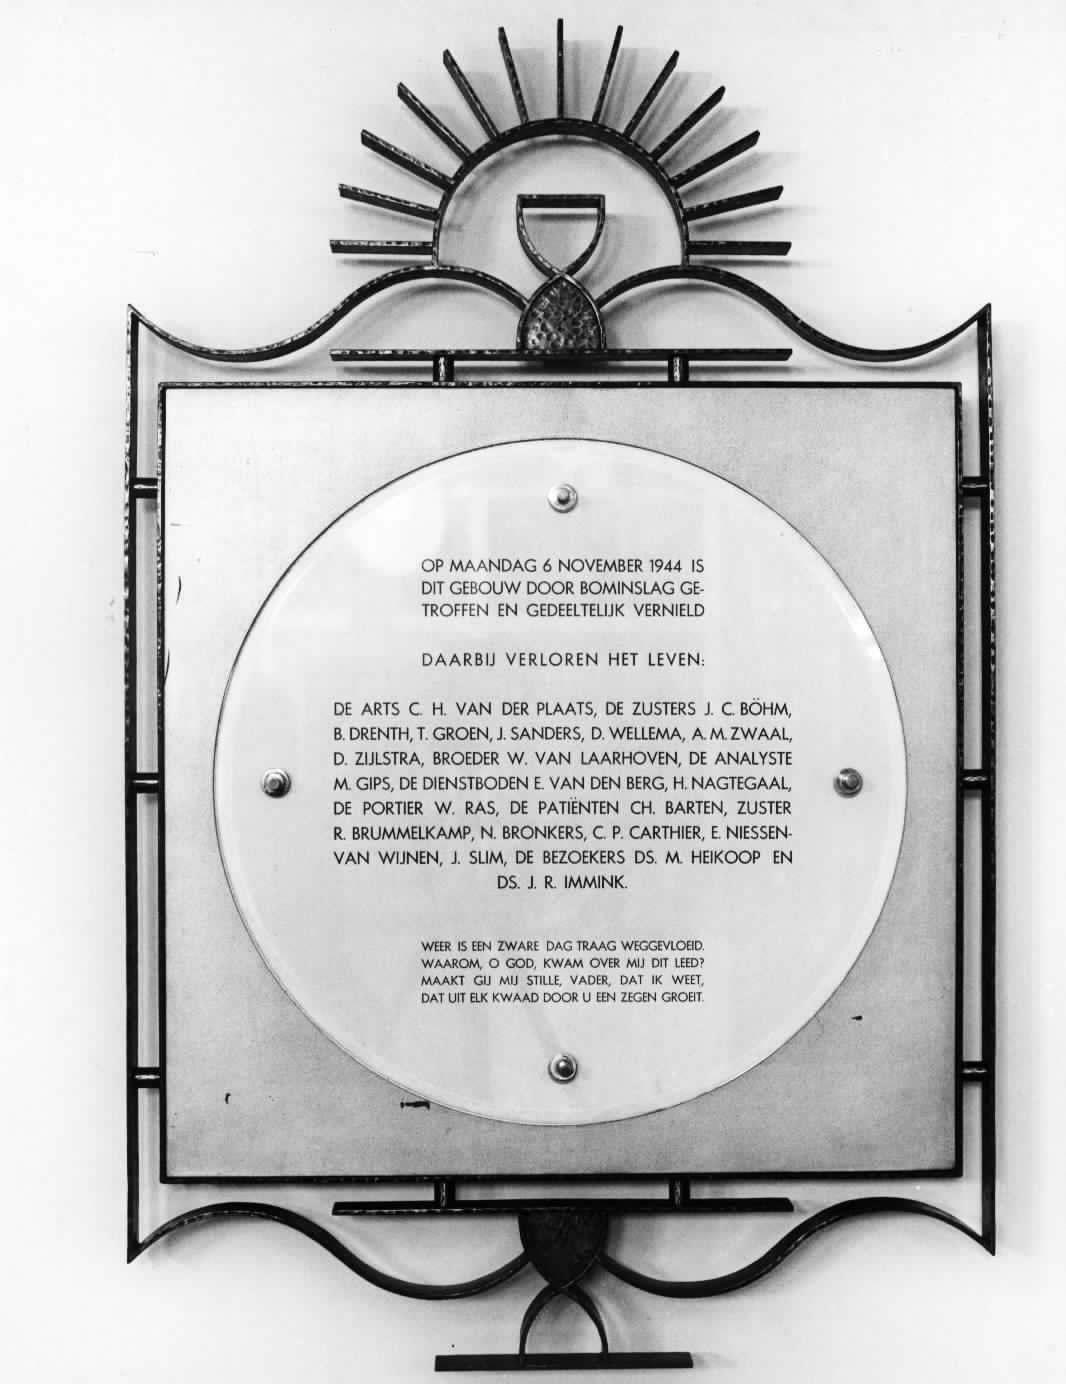 OP MAANDAG 6 NOVEMBER 1944 IS
DIT GEBOUW DOOR BOMINSLAG GE-
TROFFEN EN GEDEELTELIJK VERNIELD
DAARBIJ VERLOREN HET LEVEN:
DE ARTS C. H. VAN DER PLAATS, DE ZUSTERS J. C. BÖHM,
B. DRENTH, T. GROEN, J. SANDERS, D. WELLEMA, A. M. ZWAAL,
D. ZIJLSTRA, BROEDER W. VAN LAARHOVEN, DE ANALYSTE
M. GIPS, DE DIENSTBODEN E. VAN DEN BERG, H. NAGTEGAAL,
DE PORTIER W. RAS, DE PATIËNTEN CH. BARTEN, ZUSTER
R. BRUMMELKAMP, N. BRONKERS, C. P. CARTHIER, E. NIESSEN-
VAN WIJNEN, J. SLIM, DE BEZOEKERS DS. M. HEIKOOP EN
DS. J. R. IMMINK.
WEER IS EEN ZWARE DAG TRAAG WEGGEVLOEID.
WAAROM, O GOD, KWAM OVER MIJ DIT LEED?
MAAKT GIJ MIJ STILLE, VADER, DAT IK WEET,
DAT UIT ELK KWAAD DOOR U EEN ZEGEN GROEIT.